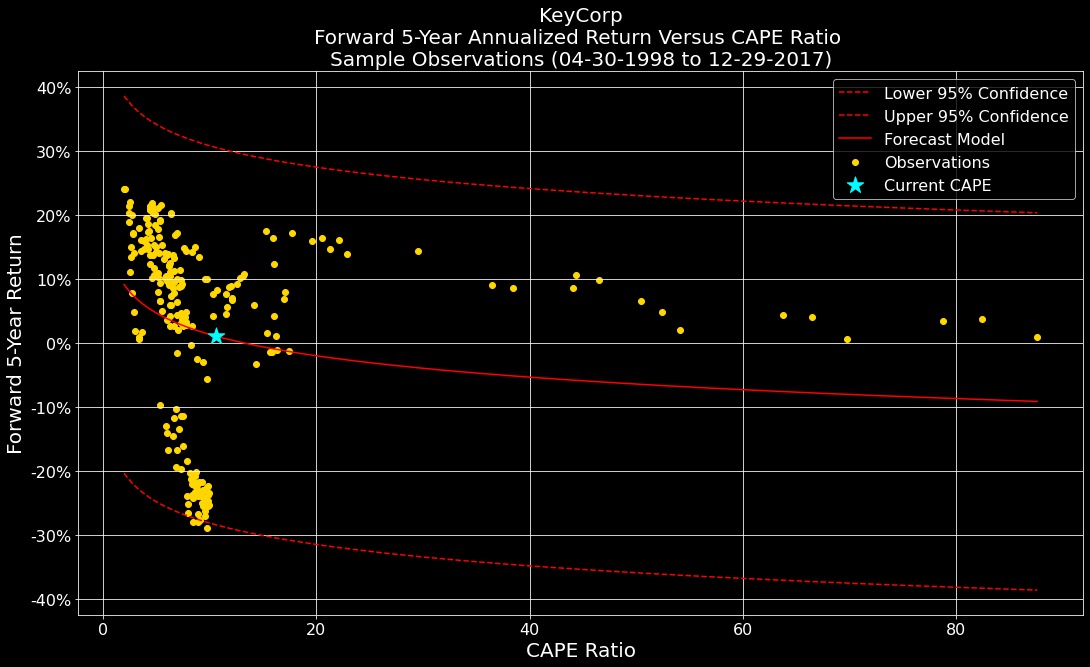 KeyCorp
Forward 5-Year Annualized Return Versus CAPE Ratio
Sample Observations (04-30-1998 to 12-29-2017)
Lower 95% Confidence
Upper 95% Confidence
Forecast Model
Observations
Current CAPE
Forward 5-Year Return
40%
30%
20%
10%
0%
-10%
-20%
-30%
-40%
0 20 40 60 80
CAPE Ratio